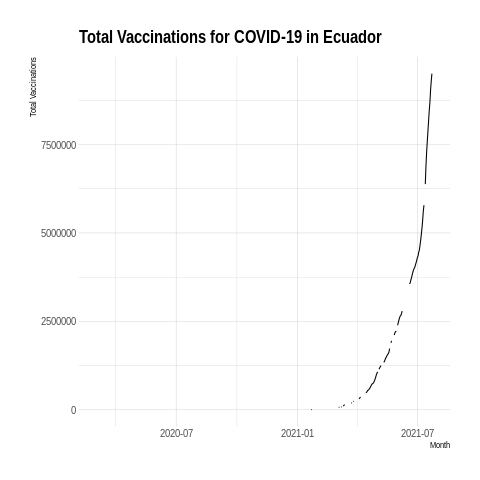 Total Vaccinations for COVID-19 in Ecuador
Total Vaccinations
7500000
5000000
2500000
0
2020-07
2021-01
2021-07
Month